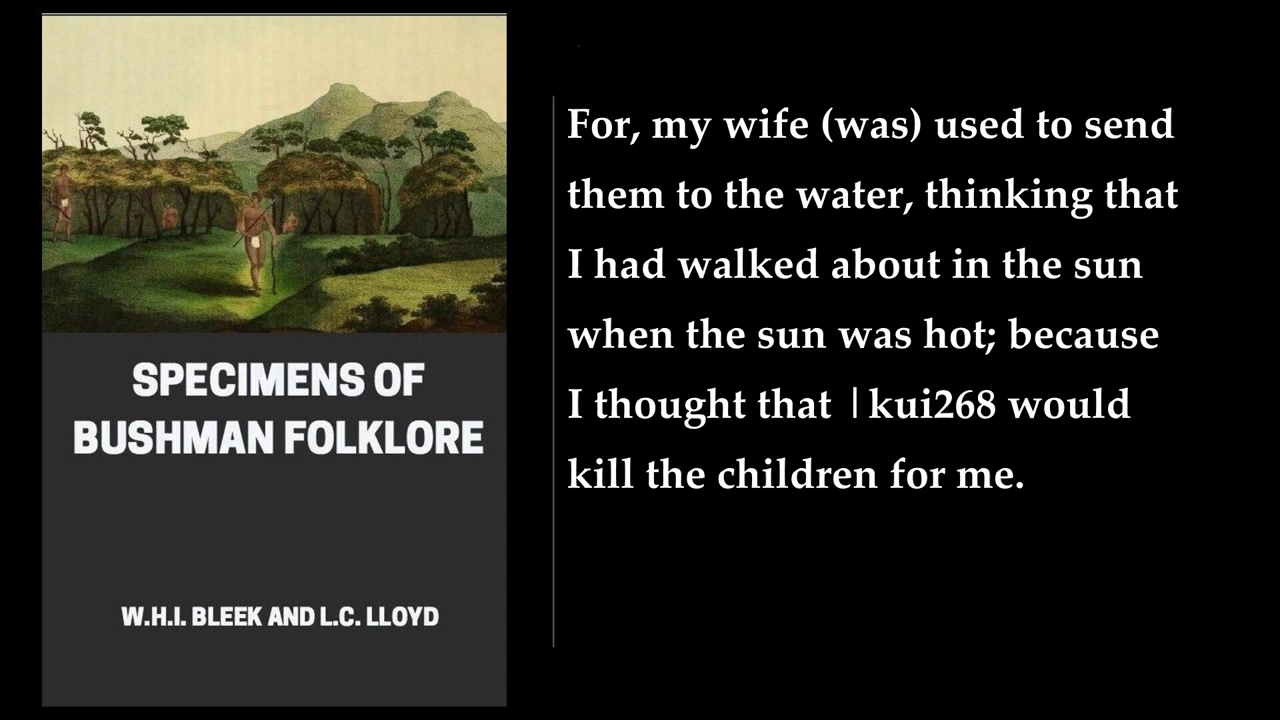 SPECIMENS OF
BUSHMAN FOLKLORE
W.H.I. BLEEK AND L.C. LLOYD
For, my wife (was) used to send
them to the water, thinking that
I had walked about in the sun
when the sun was hot; because
I thought that |kui268 would
kill the children for me.